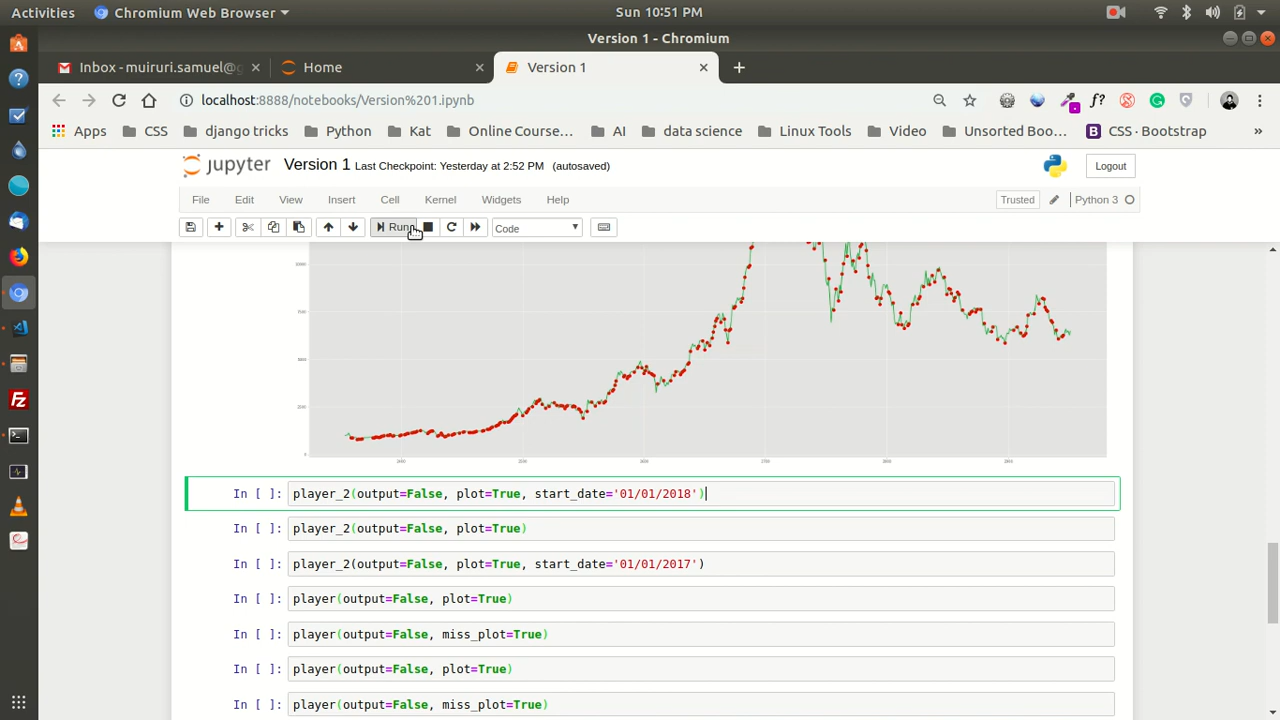 Activities Chromium Web Browser Sun 10:51 PM
Version 1 - Chromium
Inbox - muiruri.samuel@g Home Version 1
localhost:8888/notebooks/Version%201.ipynb
Apps CSS django tricks Python Kat Online Course… AI data science Linux Tools Video Unsorted Boo… CSS · Bootstrap »
jupyter Version 1 Last Checkpoint: Yesterday at 2:52 PM (autosaved) Logout
File Edit View Insert Cell Kernel Widgets Help Trusted Python 3
Run Code
In [ ]: player_2(output=False, plot=True, start_date='01/01/2018')
In [ ]: player_2(output=False, plot=True)
In [ ]: player_2(output=False, plot=True, start_date='01/01/2017')
In [ ]: player(output=False, plot=True)
In [ ]: player(output=False, miss_plot=True)
In [ ]: player(output=False, plot=True)
In [ ]: player(output=False, miss_plot=True)